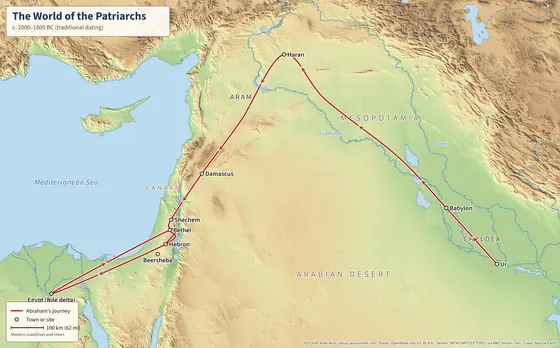 The World of the Patriarchs
c. 2000–1800 BC (traditional dating)
Haran
ARAM
MESOPOTAMIA
Euphrates
Mediterranean Sea
Damascus
CANAAN
Babylon
Shechem
Bethel
CHALDEA
Hebron
Beersheba
Ur
ARABIAN DESERT
Egypt (Nile delta)
Abraham's journey
Town or site
100 km (62 mi)
Modern coastlines and rivers